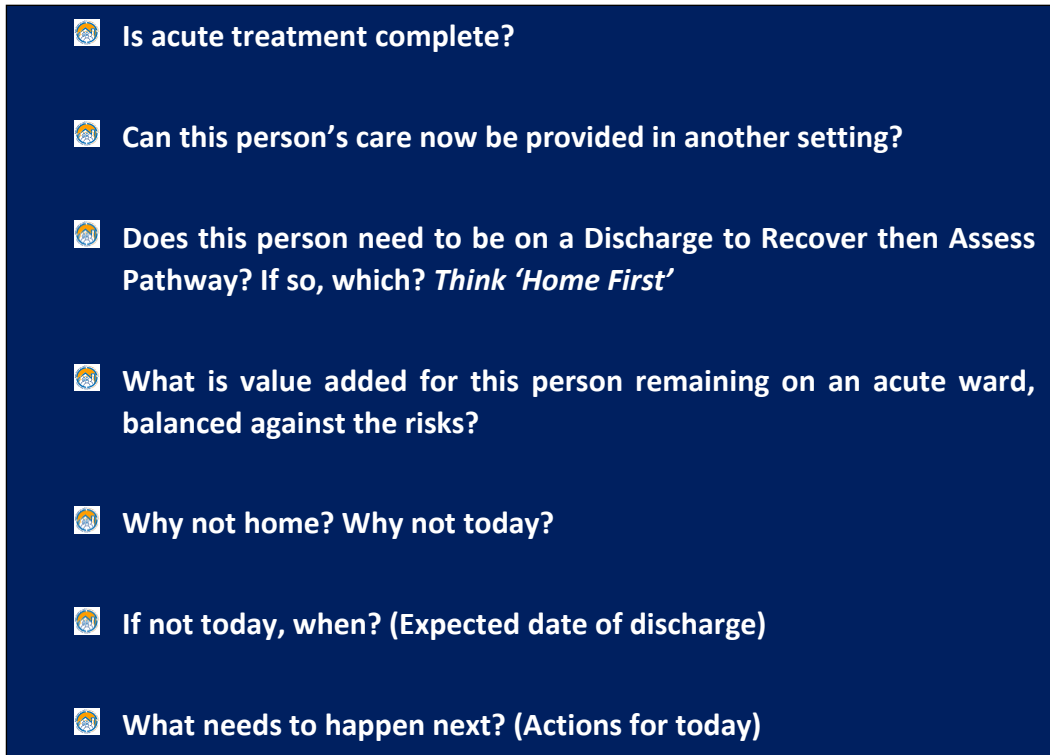 Is acute treatment complete?
Can this person’s care now be provided in another setting?
Does this person need to be on a Discharge to Recover then Assess
Pathway? If so, which? Think ‘Home First’
What is value added for this person remaining on an acute ward,
balanced against the risks?
Why not home? Why not today?
If not today, when? (Expected date of discharge)
What needs to happen next? (Actions for today)